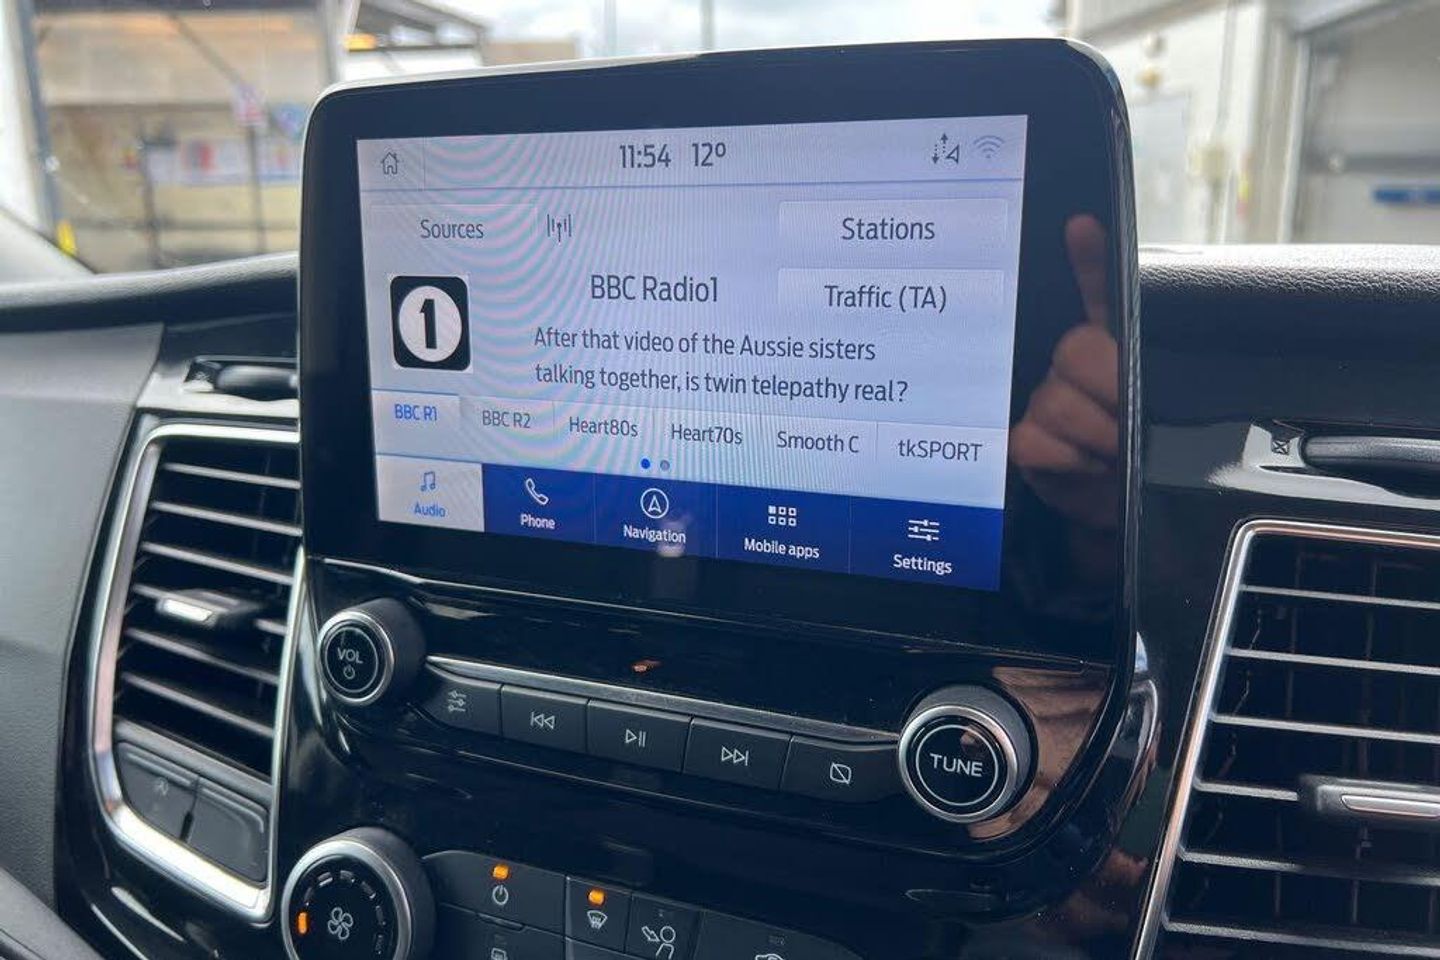 11:54 12°
Sources
Stations
1
BBC Radio1
Traffic (TA)
After that video of the Aussie sisters
talking together, is twin telepathy real?
BBC R1 BBC R2 Heart80s Heart70s Smooth C tkSPORT
Audio Phone Navigation Mobile apps Settings
VOL
TUNE